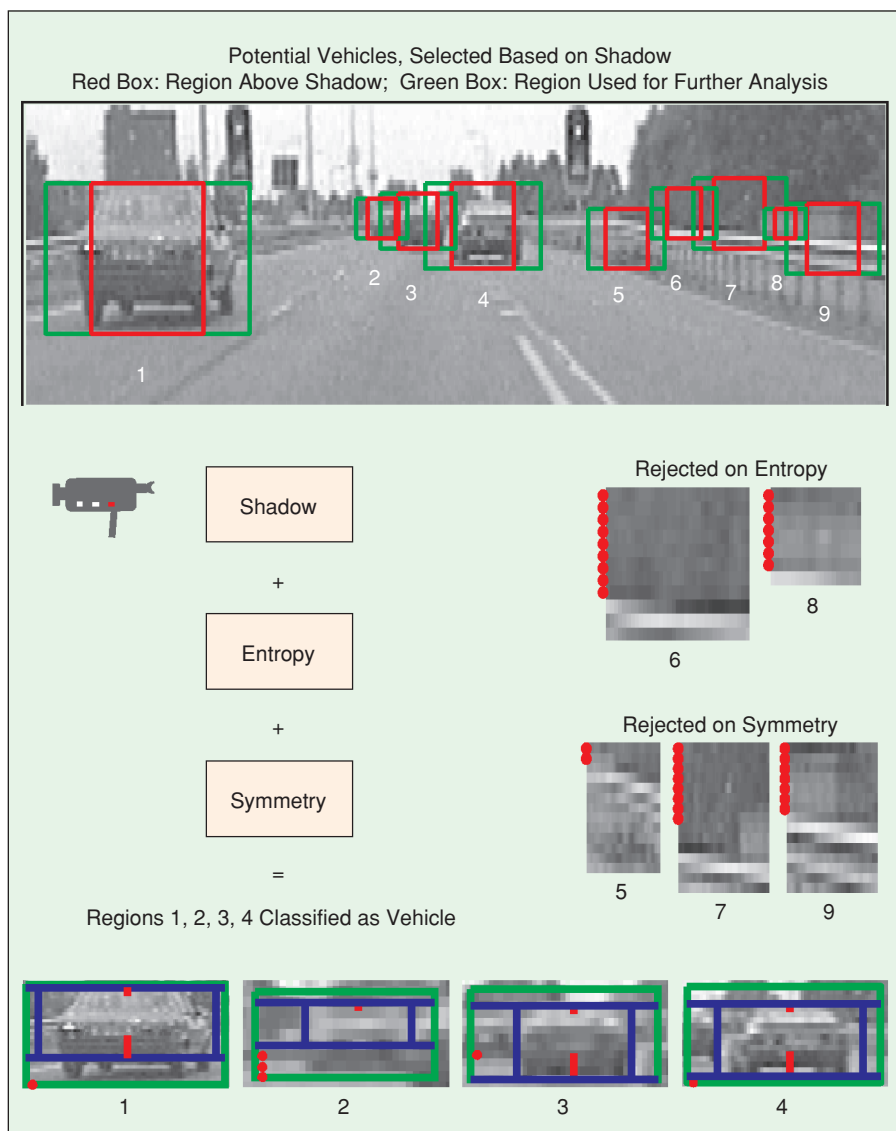 Potential Vehicles, Selected Based on Shadow
Red Box: Region Above Shadow; Green Box: Region Used for Further Analysis
1
2
3
4
5
6
7
8
9
Shadow
+
Entropy
+
Symmetry
=
Regions 1, 2, 3, 4 Classified as Vehicle
Rejected on Entropy
6
8
Rejected on Symmetry
5
7
9
1
2
3
4